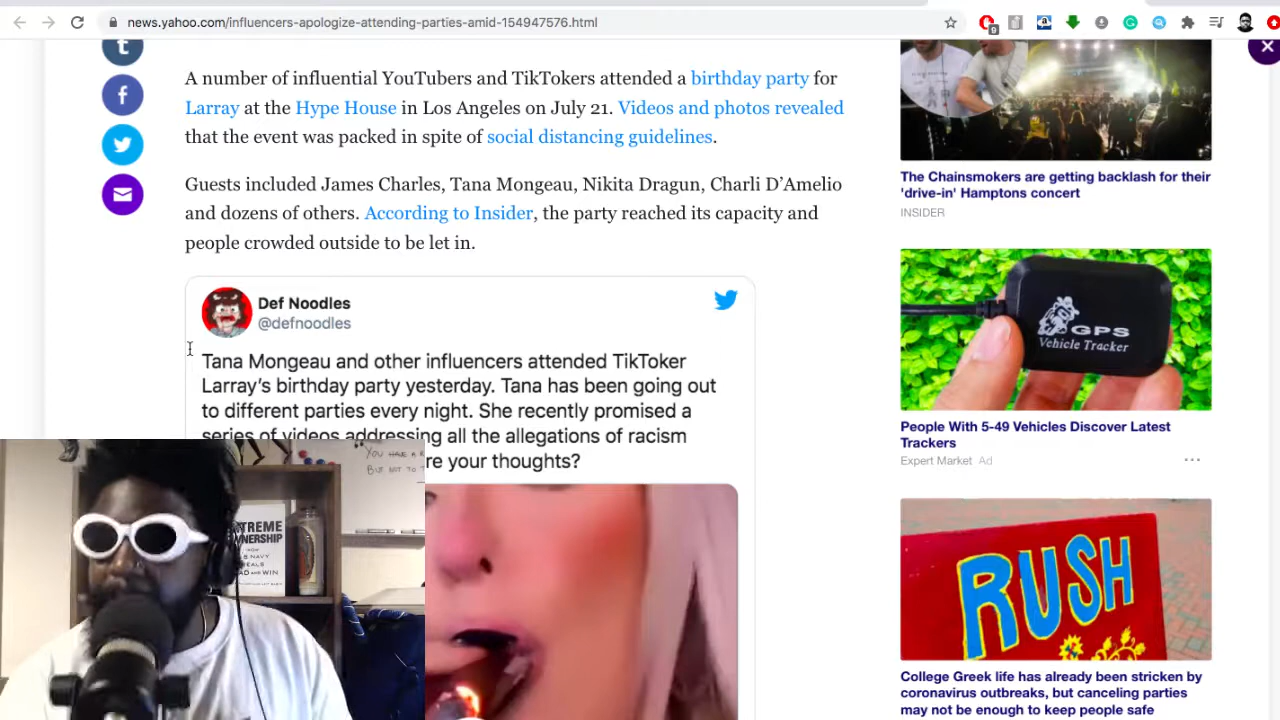 news.yahoo.com/influencers-apologize-attending-parties-amid-154947576.html
A number of influential YouTubers and TikTokers attended a birthday party for
Larray at the Hype House in Los Angeles on July 21. Videos and photos revealed
that the event was packed in spite of social distancing guidelines.
Guests included James Charles, Tana Mongeau, Nikita Dragun, Charli D’Amelio
and dozens of others. According to Insider, the party reached its capacity and
people crowded outside to be let in.
Def Noodles
@defnoodles
Tana Mongeau and other influencers attended TikToker
Larray’s birthday party yesterday. Tana has been going out
to different parties every night. She recently promised a
series of videos addressing all the allegations of racism
re your thoughts?
The Chainsmokers are getting backlash for their
'drive-in' Hamptons concert
INSIDER
GPS
Vehicle Tracker
People With 5-49 Vehicles Discover Latest
Trackers
Expert Market Ad
RUSH
College Greek life has already been stricken by
coronavirus outbreaks, but canceling parties
may not be enough to keep people safe
YOU HAVE A
BUT NOT TO